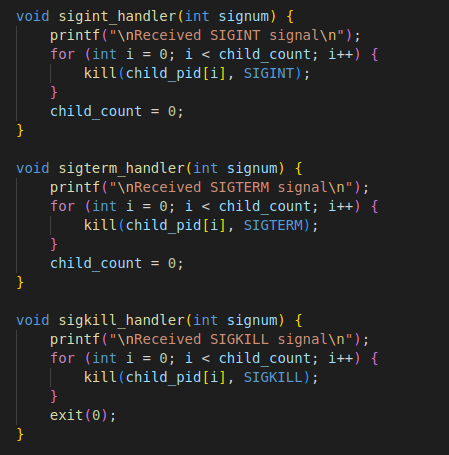 void sigint_handler(int signum) {
    printf("\nReceived SIGINT signal\n");
    for (int i = 0; i < child_count; i++) {
        kill(child_pid[i], SIGINT);
    }
    child_count = 0;
}

void sigterm_handler(int signum) {
    printf("\nReceived SIGTERM signal\n");
    for (int i = 0; i < child_count; i++) {
        kill(child_pid[i], SIGTERM);
    }
    child_count = 0;
}

void sigkill_handler(int signum) {
    printf("\nReceived SIGKILL signal\n");
    for (int i = 0; i < child_count; i++) {
        kill(child_pid[i], SIGKILL);
    }
    exit(0);
}